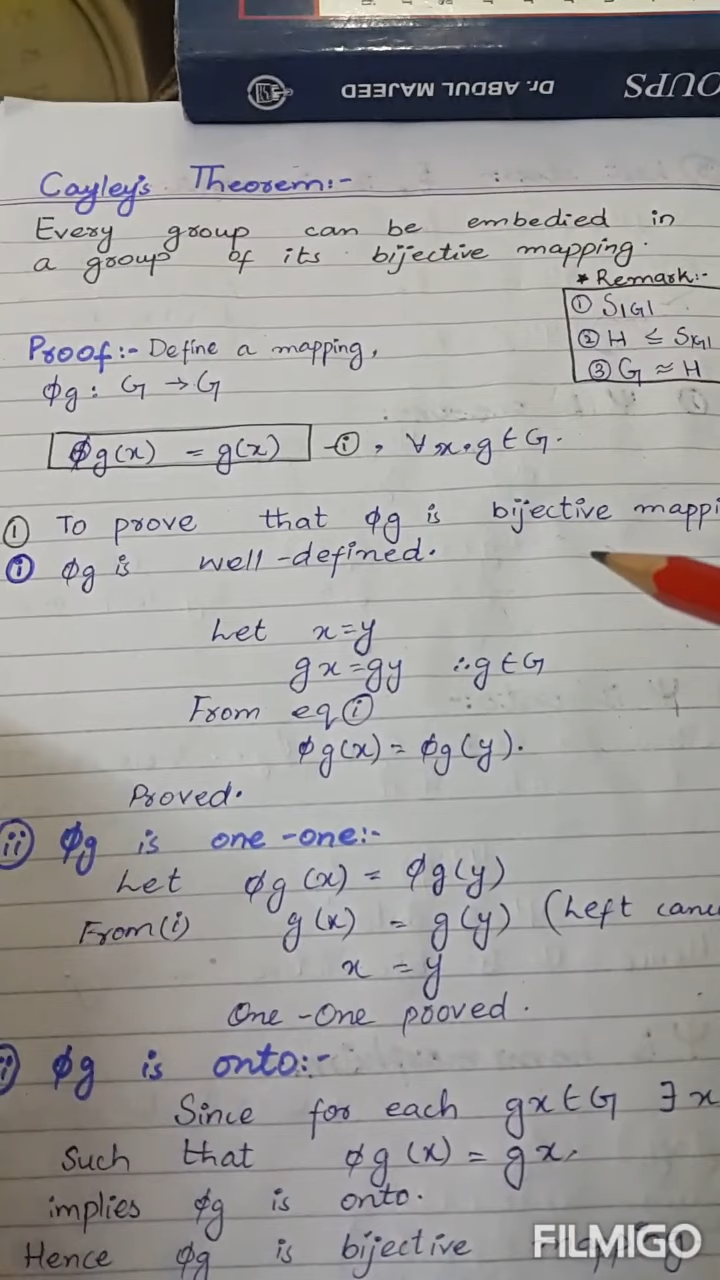 OUPS
Dr. ABDUL MAJEED
Cayley's Theorem:-
Every group can be embedied in
a group of its bijective mapping.
* Remark:-
① S|G|
② H ≤ S|G|
③ G ≈ H
Proof:- Define a mapping,
φg : G → G
φg(x) = g(x) -①, ∀ x, g ∈ G.
① To prove that φg is bijective mappi
ⓘ φg is well-defined.
Let x=y
gx=gy ∴ g ∈ G
From eq ⓘ
φg(x) = φg(y).
Proved.
ⅱ φg is one-one:-
Let φg(x) = φg(y)
From(i) g(x) = g(y) (Left canc
x = y
One-One pooved.
i) φg is onto:-
Since for each gx ∈ G ∃ x
Such that φg(x) = gx,
implies φg is onto.
Hence φg is bijective mapping
FILMIGO